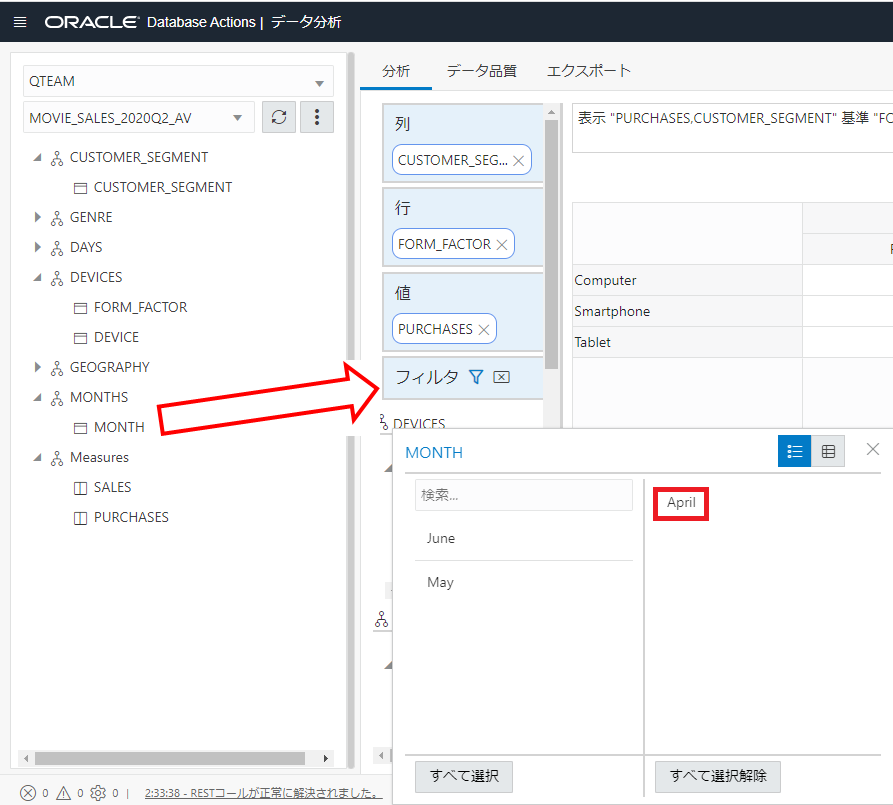 ORACLE Database Actions | データ分析
QTEAM
MOVIE_SALES_2020Q2_AV
CUSTOMER_SEGMENT
CUSTOMER_SEGMENT
GENRE
DAYS
DEVICES
FORM_FACTOR
DEVICE
GEOGRAPHY
MONTHS
MONTH
Measures
SALES
PURCHASES
分析 データ品質 エクスポート
列
CUSTOMER_SEG...
行
FORM_FACTOR
値
PURCHASES
フィルタ
DEVICES
表示 "PURCHASES,CUSTOMER_SEGMENT" 基準 "FO
Computer
Smartphone
Tablet
MONTH
検索...
June
May
April
すべて選択
すべて選択解除
0 0 0 | 2:33:38 - RESTコールが正常に解決されました。